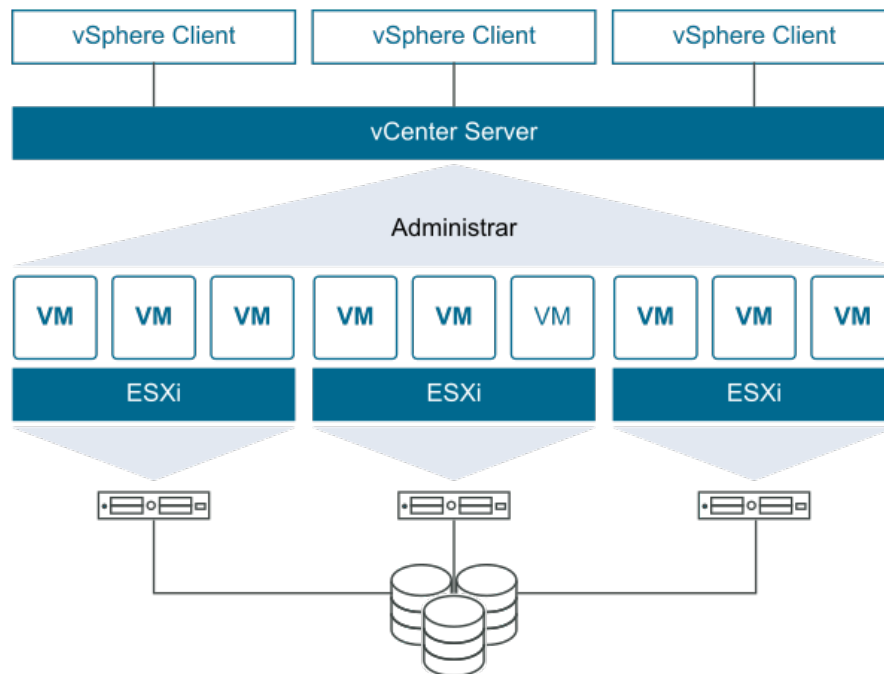 vSphere Client vSphere Client vSphere Client
vCenter Server
Administrar
VM VM VM VM VM VM VM VM VM
ESXi ESXi ESXi